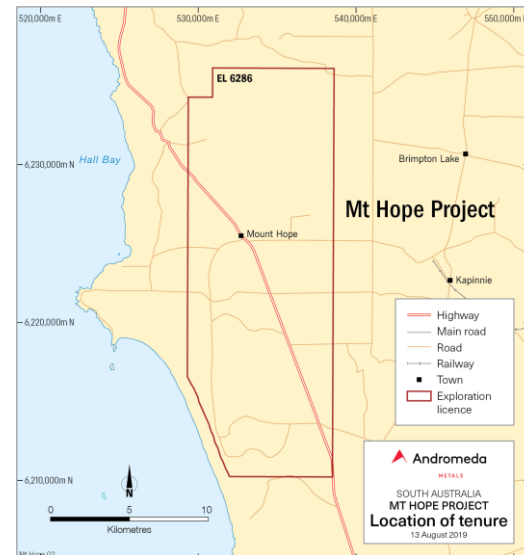 520,000m E
530,000m E
540,000m E
550,000m E
EL 6286
6,230,000m N
Hall Bay
Brimpton Lake
Mt Hope Project
Mount Hope
Kapinnie
6,220,000m N
Highway
Main road
Road
Railway
Town
Exploration
licence
Andromeda
METALS
SOUTH AUSTRALIA
MT HOPE PROJECT
Location of tenure
13 August 2019
6,210,000m N
N
0
5
10
Kilometres